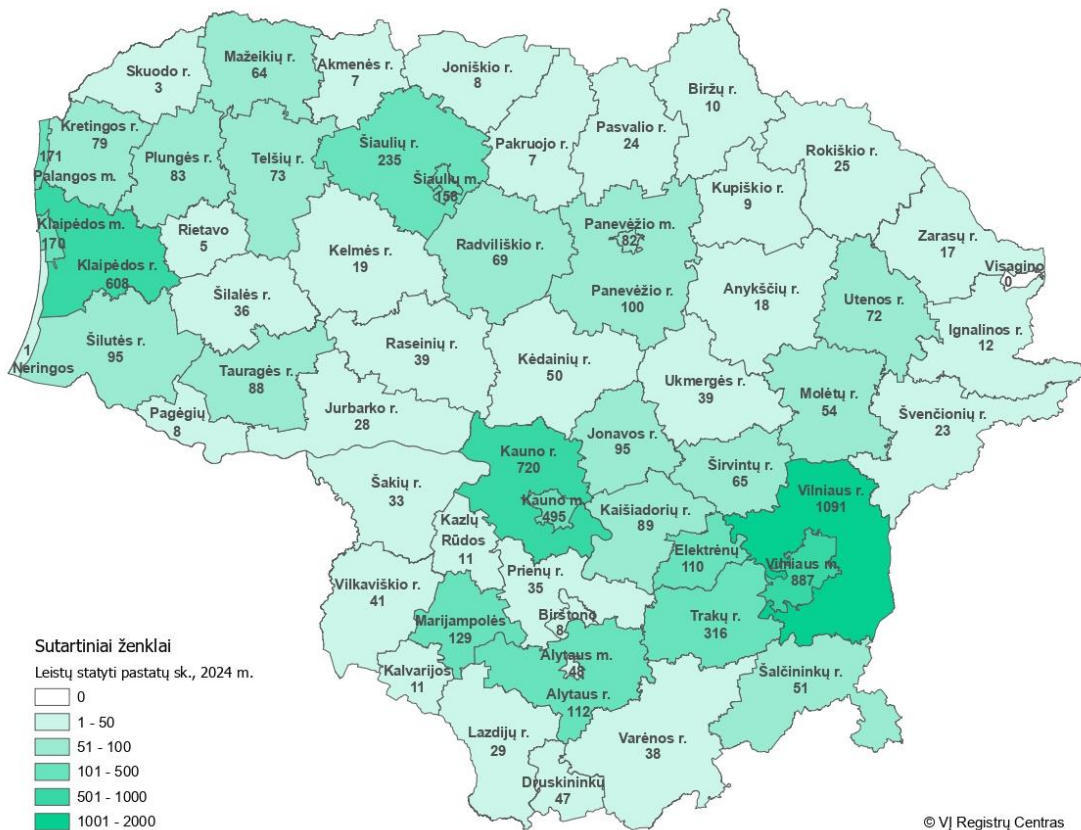 Skuodo r.
3
Mažeikių r.
64
Akmenės r.
7
Joniškio r.
8
Biržų r.
10
Kretingos r.
79
171
Palangos m.
Plungės r.
83
Telšių r.
73
Šiaulių r.
235
Šiaulių m.
158
Pakruojo r.
7
Pasvalio r.
24
Rokiškio r.
25
Kupiškio r.
9
Klaipėdos m.
170
Klaipėdos r.
608
Rietavo
5
Kelmės r.
19
Radviliškio r.
69
Panevėžio m.
827
Panevėžio r.
100
Anykščių r.
18
Zarasų r.
17
Visagino
0
Utenos r.
72
Ignalinos r.
12
Šilalės r.
36
Šilutės r.
95
1
Neringos
Tauragės r.
88
Raseinių r.
39
Kėdainių r.
50
Ukmergės r.
39
Molėtų r.
54
Švenčionių r.
23
Pagėgių
8
Jurbarko r.
28
Kauno r.
720
Kauno m.
495
Jonavos r.
95
Širvintų r.
65
Vilniaus r.
1091
Vilniaus m.
887
Šakių r.
33
Kazlų
Rūdos
11
Kaišiadorių r.
89
Elektrėnų
110
Prienų r.
35
Birštono
8
Vilkaviškio r.
41
Marijampolės
129
Trakų r.
316
Alytaus m.
48
Alytaus r.
112
Kalvarijos
11
Šalčininkų r.
51
Lazdijų r.
29
Varėnos r.
38
Druskininkų
47
Sutartiniai ženklai
Leistų statyti pastatų sk., 2024 m.
0
1 - 50
51 - 100
101 - 500
501 - 1000
1001 - 2000
© VĮ Registrų Centras